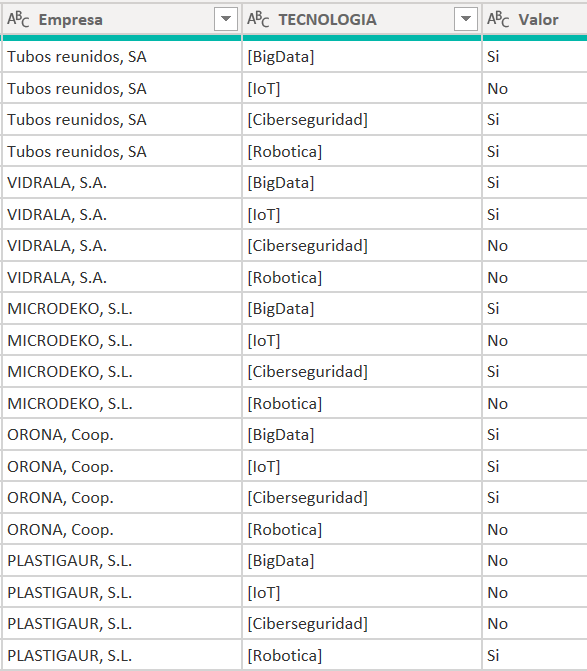 ABC Empresa ABC TECNOLOGIA ABC Valor
Tubos reunidos, SA [BigData] Si
Tubos reunidos, SA [IoT] No
Tubos reunidos, SA [Ciberseguridad] Si
Tubos reunidos, SA [Robotica] Si
VIDRALA, S.A. [BigData] Si
VIDRALA, S.A. [IoT] Si
VIDRALA, S.A. [Ciberseguridad] No
VIDRALA, S.A. [Robotica] No
MICRODEKO, S.L. [BigData] Si
MICRODEKO, S.L. [IoT] No
MICRODEKO, S.L. [Ciberseguridad] Si
MICRODEKO, S.L. [Robotica] No
ORONA, Coop. [BigData] Si
ORONA, Coop. [IoT] Si
ORONA, Coop. [Ciberseguridad] Si
ORONA, Coop. [Robotica] No
PLASTIGAUR, S.L. [BigData] No
PLASTIGAUR, S.L. [IoT] No
PLASTIGAUR, S.L. [Ciberseguridad] No
PLASTIGAUR, S.L. [Robotica] Si